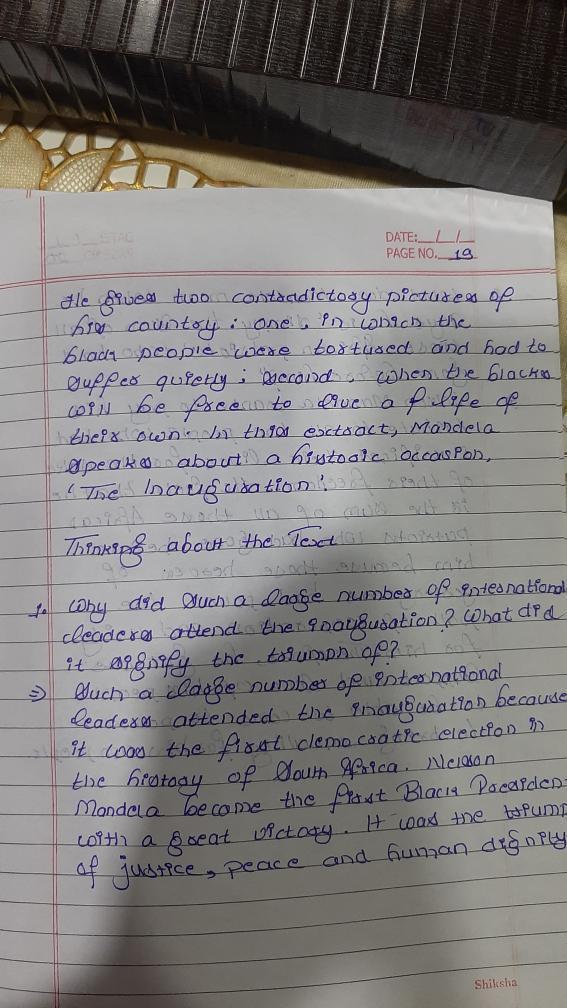 DATE: / /
PAGE NO. 19
He gives two contradictory pictures of
his country: one, in which the
black people were tortured and had to
suffer quietly; second, when the blacks
will be free to live a f life of
their own. In this extract, Mandela
speaks about a historic occasion,
'The Inauguration'.
Thinking about the Text
1. Why did such a large number of international
leaders attend the inauguration? What did
it signify the triumph of?
⇒ Such a large number of international
leaders attended the inauguration because
it was the first democratic election in
the history of South Africa. Nelson
Mandela became the first Black Presiden
with a great victory. It was the trium
of justice, peace and human dignity
Shiksha